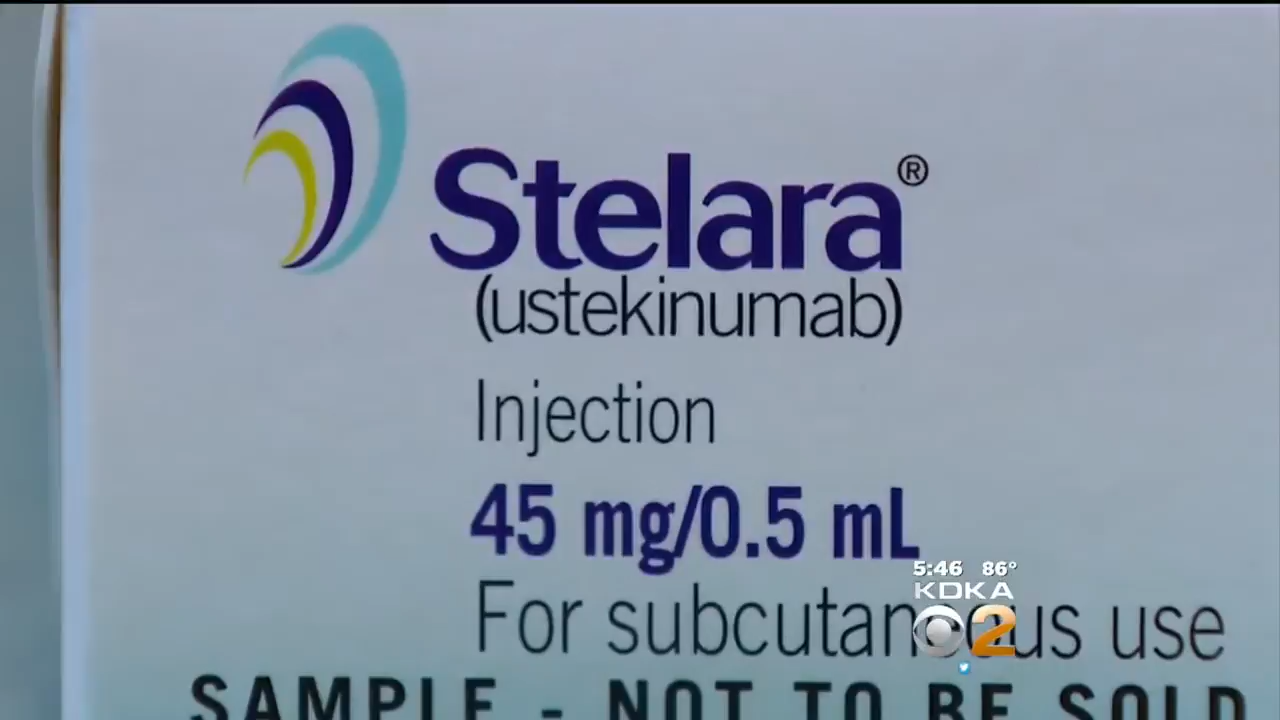 Stelara®
(ustekinumab)
Injection
45 mg/0.5 mL
5:46 86°
KDKA
2
For subcutaneous use
SAMPLE - NOT TO BE SOLD